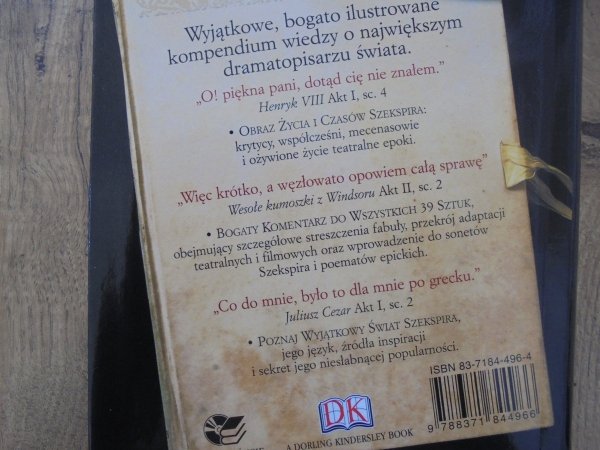 Wyjątkowe, bogato ilustrowane
kompendium wiedzy o największym
dramatopisarzu świata.
„O! piękna pani, dotąd cię nie znałem.”
Henryk VIII Akt I, sc. 4
• Obraz Życia i Czasów Szekspira:
krytycy, współcześni, mecenasowie
i ożywione życie teatralne epoki.
„Więc krótko, a węzłowato opowiem całą sprawę”
Wesołe kumoszki z Windsoru Akt II, sc. 2
• Bogaty Komentarz do Wszystkich 39 Sztuk,
obejmujący szczegółowe streszczenia fabuły, przekrój adaptacji
teatralnych i filmowych oraz wprowadzenie do sonetów
Szekspira i poematów epickich.
„Co do mnie, było to dla mnie po grecku.”
Juliusz Cezar Akt I, sc. 2
• Poznaj Wyjątkowy Świat Szekspira,
jego język, źródła inspiracji
i sekret jego niesłabnącej popularności.
ISBN 83-7184-496-4
9 788371 844966
DK
A DORLING KINDERSLEY BOOK